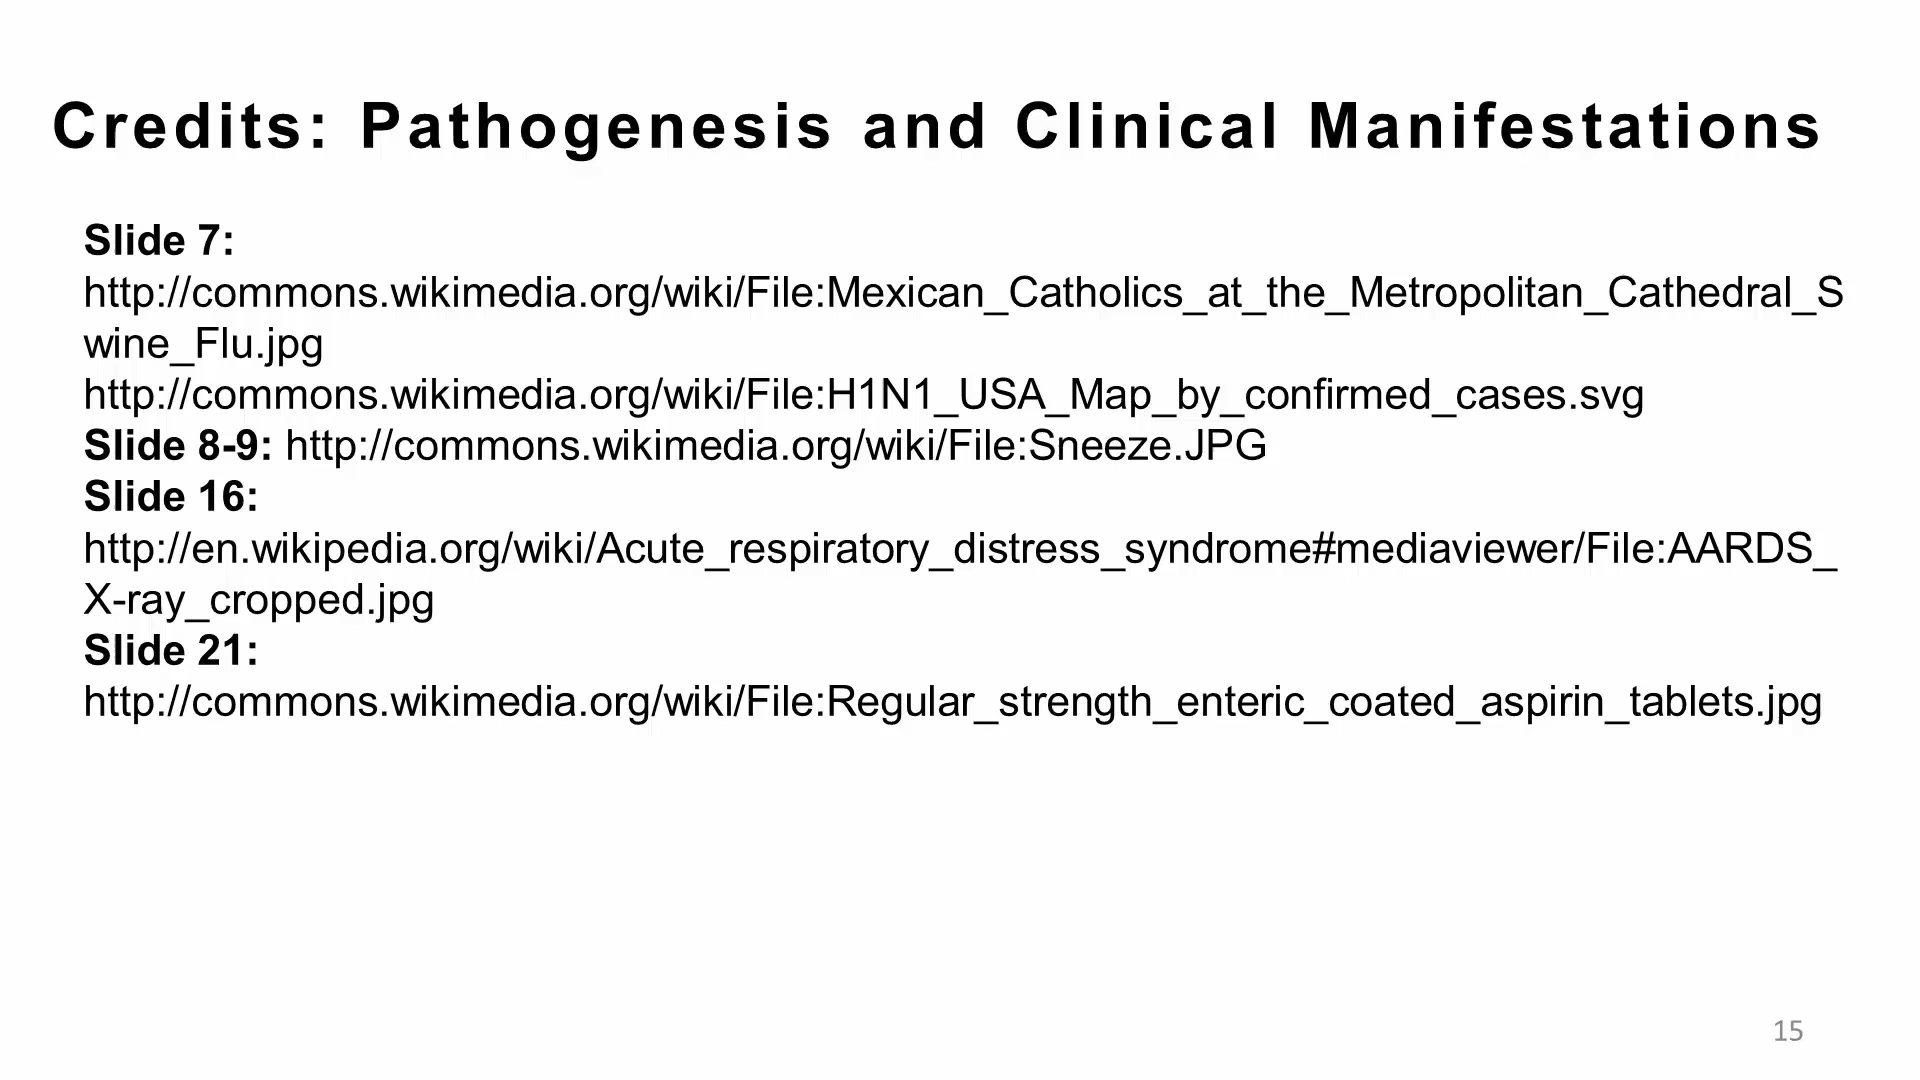 Credits: Pathogenesis and Clinical Manifestations
Slide 7:
http://commons.wikimedia.org/wiki/File:Mexican_Catholics_at_the_Metropolitan_Cathedral_S
wine_Flu.jpg
http://commons.wikimedia.org/wiki/File:H1N1_USA_Map_by_confirmed_cases.svg
Slide 8-9: http://commons.wikimedia.org/wiki/File:Sneeze.JPG
Slide 16:
http://en.wikipedia.org/wiki/Acute_respiratory_distress_syndrome#mediaviewer/File:AARDS_
X-ray_cropped.jpg
Slide 21:
http://commons.wikimedia.org/wiki/File:Regular_strength_enteric_coated_aspirin_tablets.jpg
15